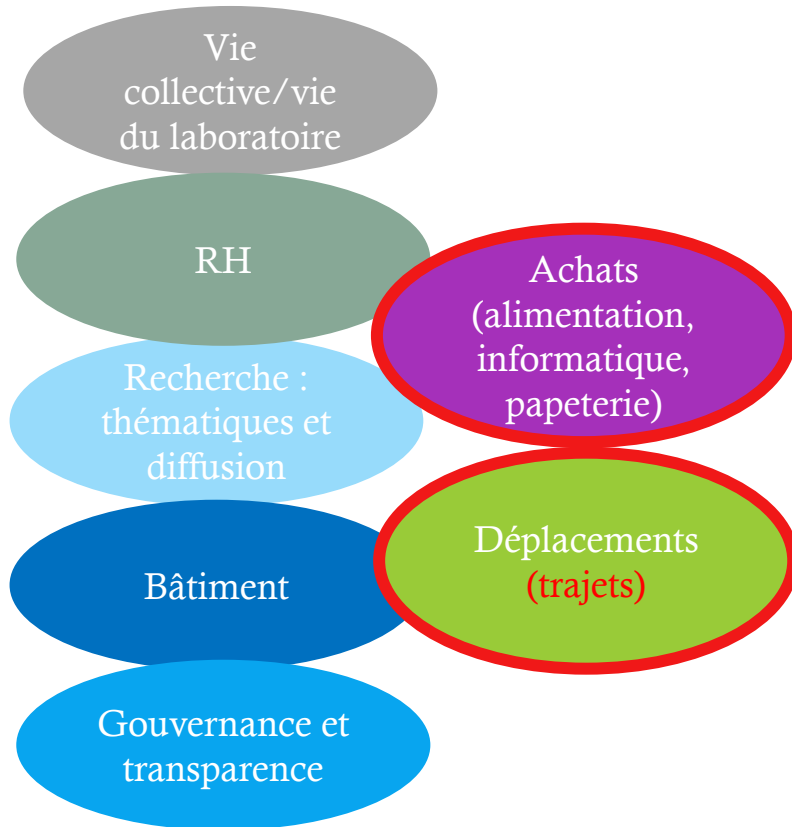 Vie
collective/vie
du laboratoire
RH
Recherche :
thématiques et
diffusion
Bâtiment
Gouvernance et
transparence
Achats
(alimentation,
informatique,
papeterie)
Déplacements
(trajets)